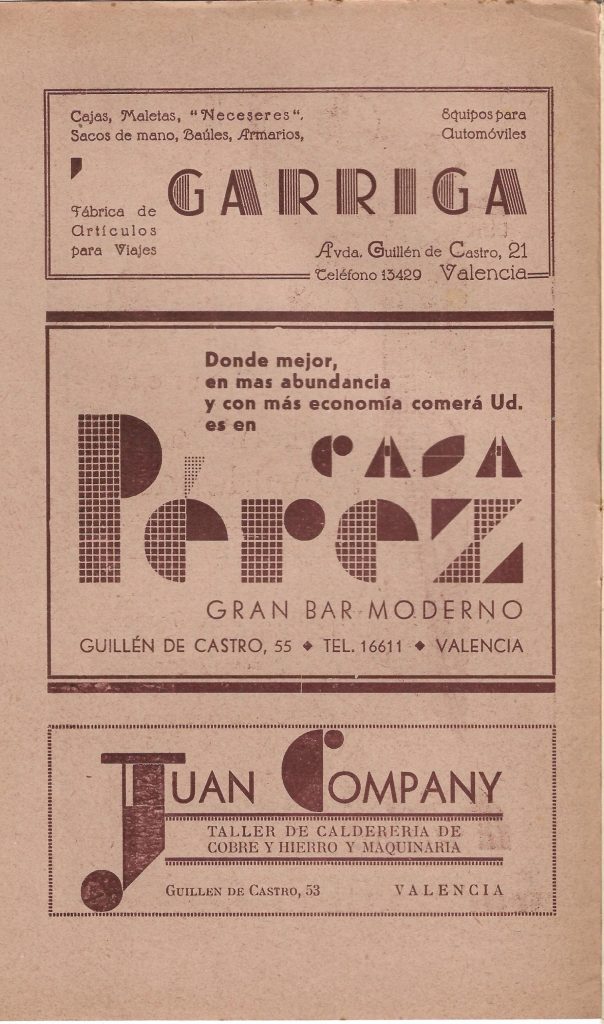 Cajas, Maletas, "Neceseres",
Sacos de mano, Baúles, Armarios,
Equipos para
Automóviles
GARRIGA
Fábrica de
Artículos
para Viajes
Avda. Guillén de Castro, 21
Teléfono 13429 Valencia
Donde mejor,
en mas abundancia
y con más economía comerá Ud.
es en
CASA
Pérez
GRAN BAR MODERNO
GUILLÉN DE CASTRO, 55 ◆ TEL. 16611 ◆ VALENCIA
JUAN COMPANY
TALLER DE CALDERERIA DE
COBRE Y HIERRO Y MAQUINARIA
GUILLEN DE CASTRO, 53 VALENCIA